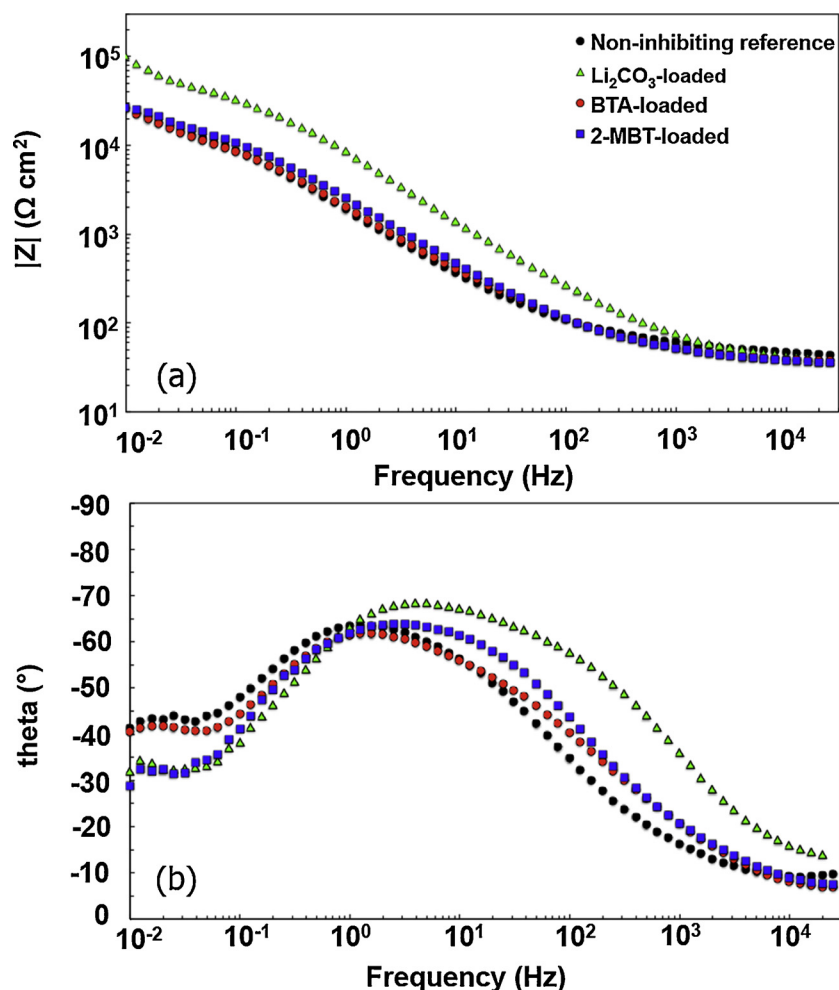 Non-inhibiting reference
Li₂CO₃-loaded
BTA-loaded
2-MBT-loaded
|Z| (Ω cm²)
10⁵
10⁴
10³
10²
10¹
(a)
10⁻² 10⁻¹ 10⁰ 10¹ 10² 10³ 10⁴
Frequency (Hz)
theta (°)
-90
-80
-70
-60
-50
-40
-30
-20
-10
0
(b)
10⁻² 10⁻¹ 10⁰ 10¹ 10² 10³ 10⁴
Frequency (Hz)